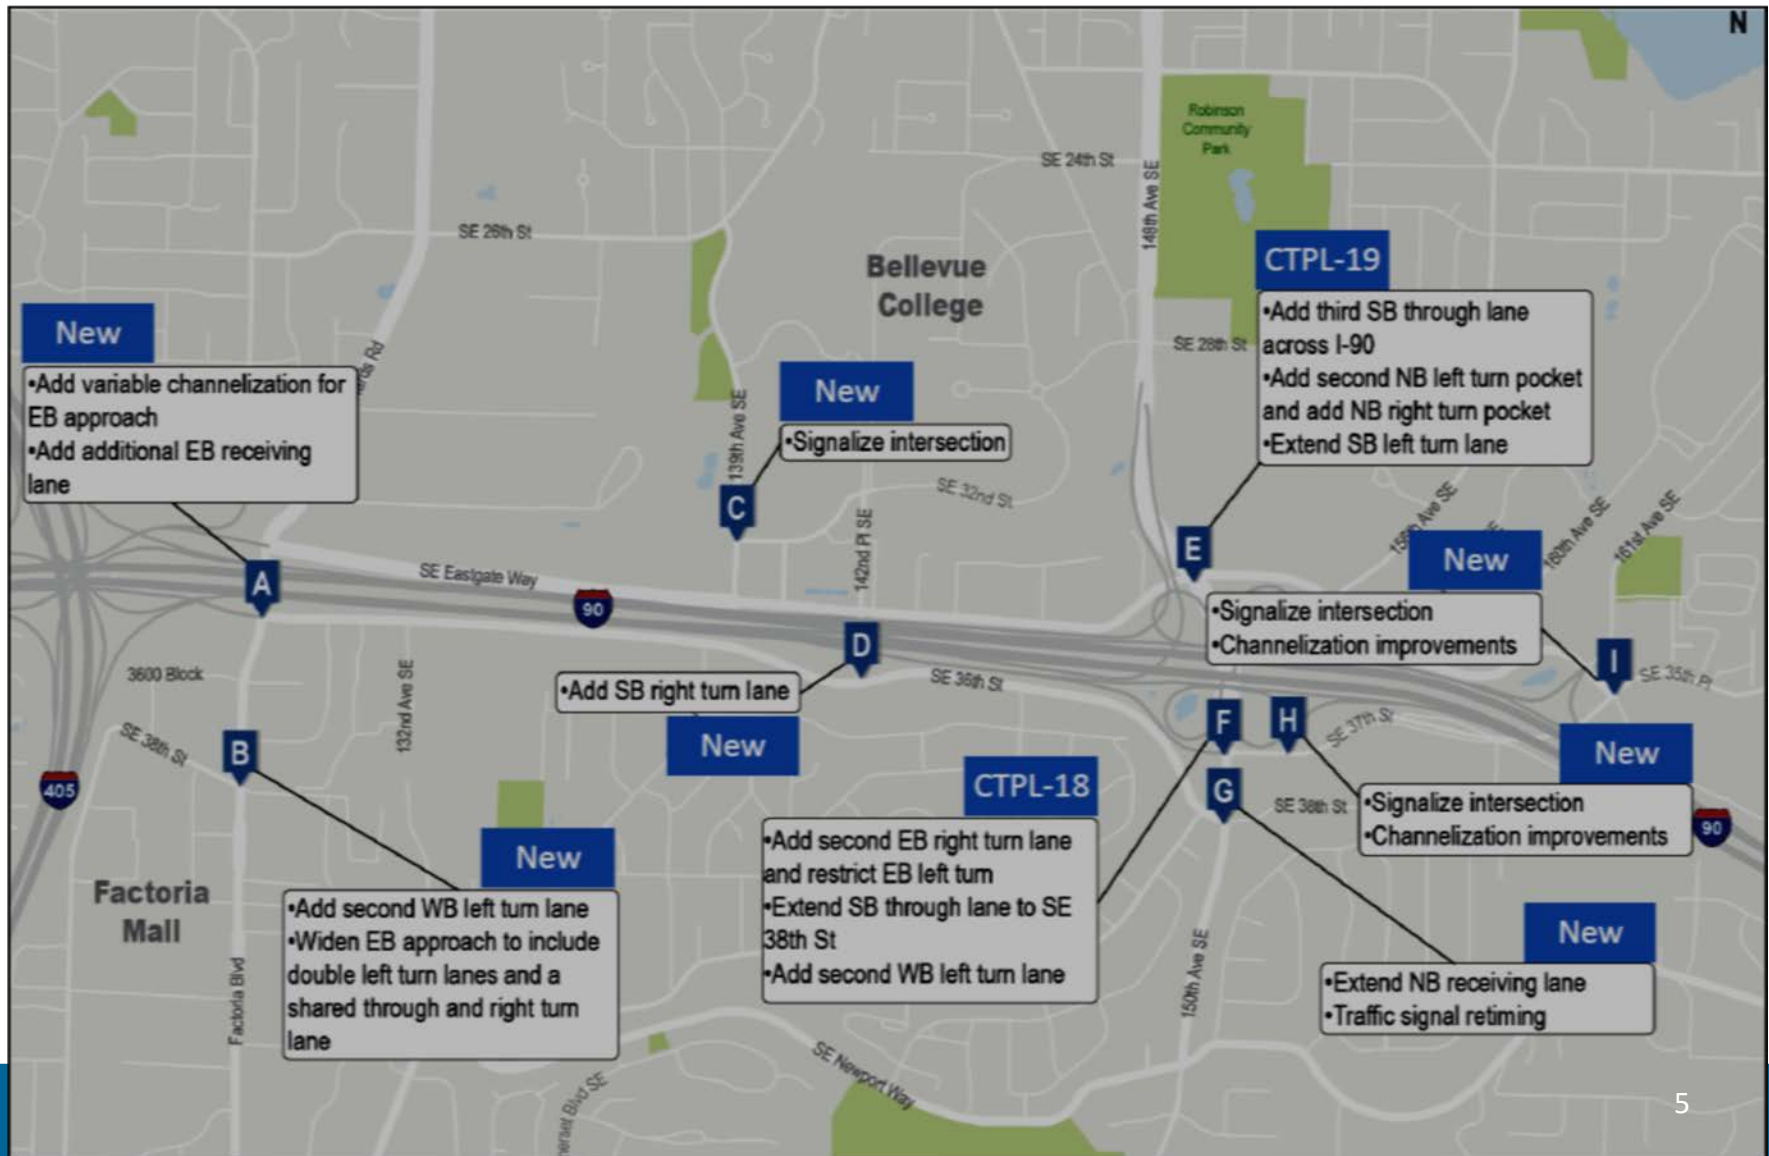 N
Robinson
Community
Park
SE 24th St
148th Ave SE
SE 26th St
Bellevue
College
CTPL-19
•Add third SB through lane
across I-90
•Add second NB left turn pocket
and add NB right turn pocket
•Extend SB left turn lane
SE 28th St
New
•Add variable channelization for
EB approach
•Add additional EB receiving
lane
New
•Signalize intersection
139th Ave SE
C
SE 32nd St
142nd Pl SE
E
156th Ave SE
160th Ave SE
161st Ave SE
New
•Signalize intersection
•Channelization improvements
A
SE Eastgate Way
90
D
I
SE 35th Pl
3600 Block
132nd Ave SE
•Add SB right turn lane
New
SE 36th St
F
H
SE 37th St
SE 38th St
B
405
CTPL-18
•Add second EB right turn lane
and restrict EB left turn
•Extend SB through lane to SE
38th St
•Add second WB left turn lane
G
SE 38th St
New
•Signalize intersection
•Channelization improvements
90
New
•Add second WB left turn lane
•Widen EB approach to include
double left turn lanes and a
shared through and right turn
lane
Factoria
Mall
Factoria Blvd
150th Ave SE
New
•Extend NB receiving lane
•Traffic signal retiming
SE Newport Way
Blvd SE
5